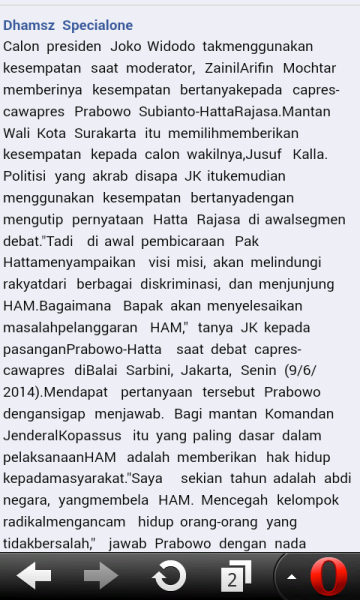 Dhamsz Specialone
Calon presiden Joko Widodo takmenggunakan
kesempatan saat moderator, ZainilArifin Mochtar
memberinya kesempatan bertanyakepada capres-
cawapres Prabowo Subianto-HattaRajasa.Mantan
Wali Kota Surakarta itu memilihmemberikan
kesempatan kepada calon wakilnya,Jusuf Kalla.
Politisi yang akrab disapa JK itukemudian
menggunakan kesempatan bertanyadengan
mengutip pernyataan Hatta Rajasa di awalsegmen
debat."Tadi di awal pembicaraan Pak
Hattamenyampaikan visi misi, akan melindungi
rakyatdari berbagai diskriminasi, dan menjunjung
HAM.Bagaimana Bapak akan menyelesaikan
masalahpelanggaran HAM," tanya JK kepada
pasanganPrabowo-Hatta saat debat capres-
cawapres diBalai Sarbini, Jakarta, Senin (9/6/
2014).Mendapat pertanyaan tersebut Prabowo
dengansigap menjawab. Bagi mantan Komandan
JenderalKopassus itu yang paling dasar dalam
pelaksanaanHAM adalah memberikan hak hidup
kepadamasyarakat."Saya sekian tahun adalah abdi
negara, yangmembela HAM. Mencegah kelompok
radikalmengancam hidup orang-orang yang
tidakbersalah," jawab Prabowo dengan nada
2